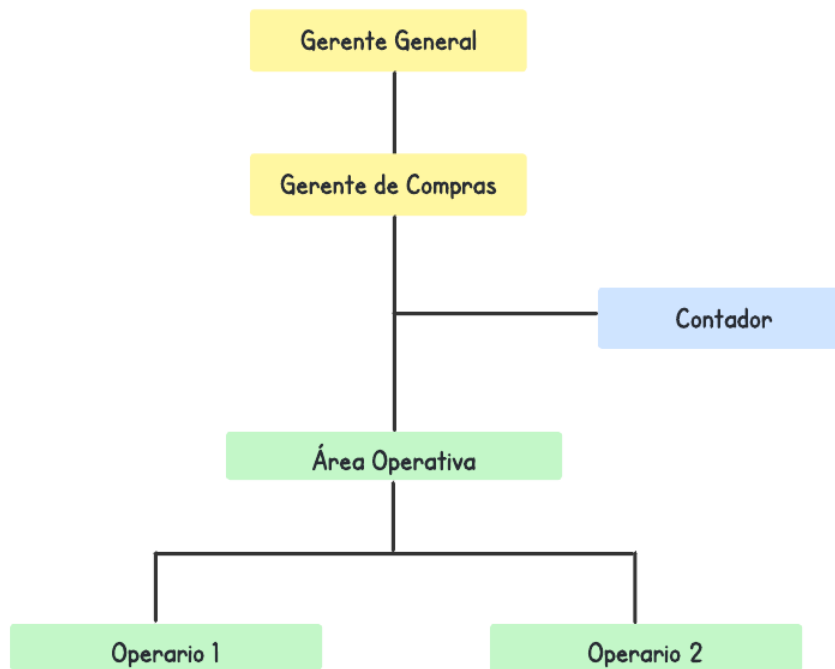 Gerente General
Gerente de Compras
Contador
Área Operativa
Operario 1
Operario 2